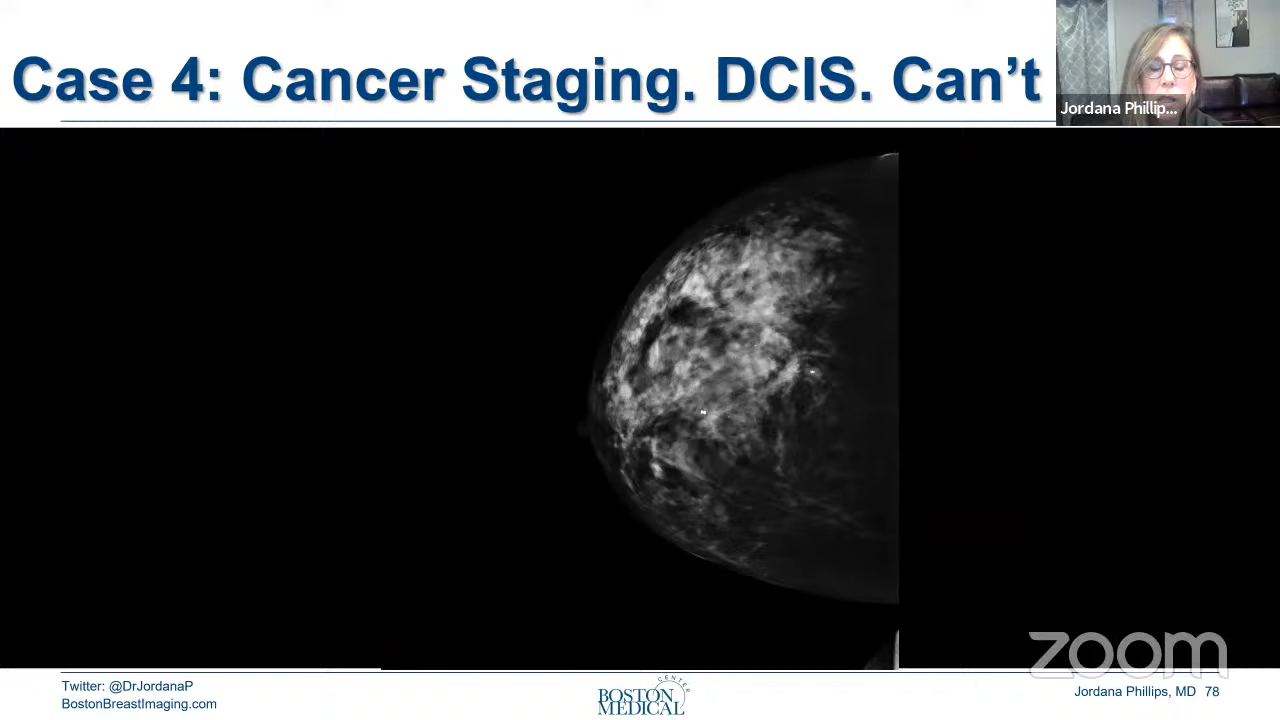 Case 4: Cancer Staging. DCIS. Can't
Jordana Phillip...
zoom
Twitter: @DrJordanaP
BostonBreastImaging.com
BOSTON
MEDICAL
CENTER
Jordana Phillips, MD 78